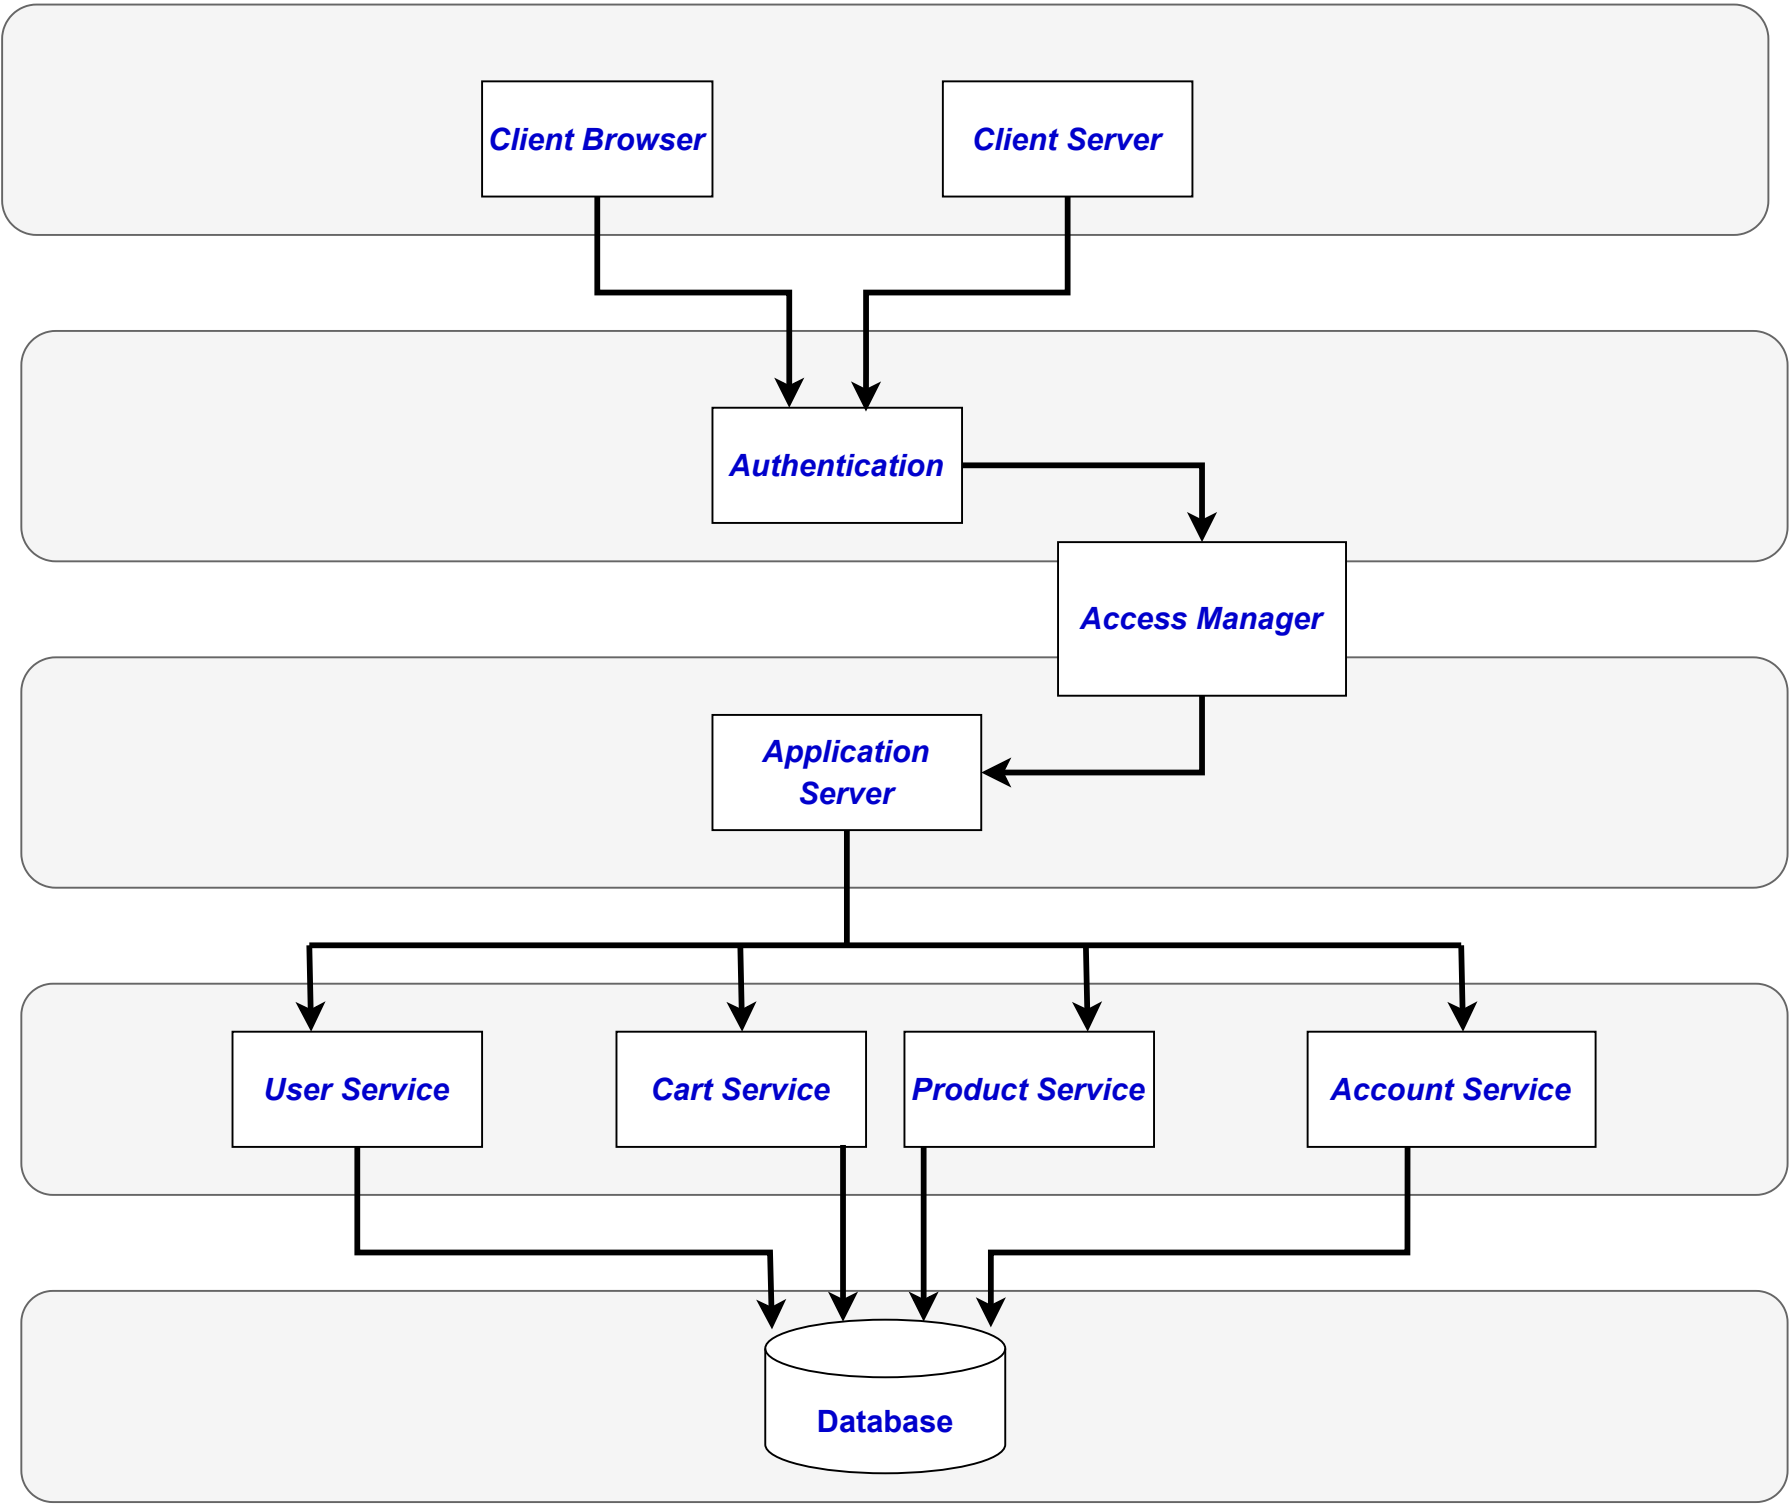 Client Browser
Client Server
Authentication
Access Manager
Application
Server
User Service
Cart Service
Product Service
Account Service
Database